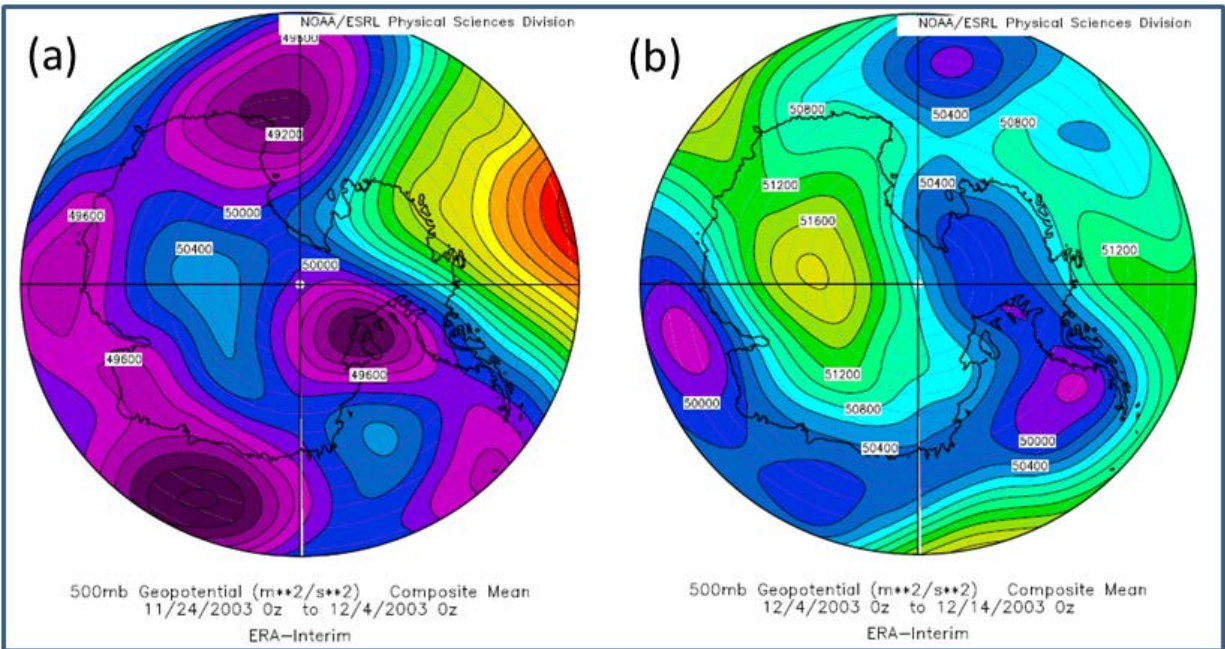 (a)
NOAA/ESRL Physical Sciences Division
49600
49200
49600
50000
50400
50000
49600
49600
500mb Geopotential (m**2/s**2) Composite Mean
11/24/2003 0z to 12/4/2003 0z
ERA-Interim
(b)
NOAA/ESRL Physical Sciences Division
50800
50400
50800
50400
51200
51600
51200
50000
51200
50800
50400
50000
50400
500mb Geopotential (m**2/s**2) Composite Mean
12/4/2003 0z to 12/14/2003 0z
ERA-Interim